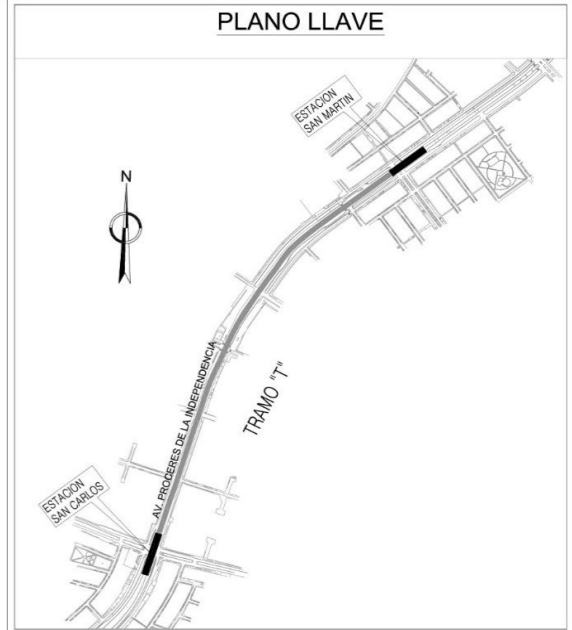 PLANO LLAVE
ESTACION
SAN MARTIN
N
AV. PROCERES DE LA INDEPENDENCIA
TRAMO "T"
ESTACION
SAN CARLOS